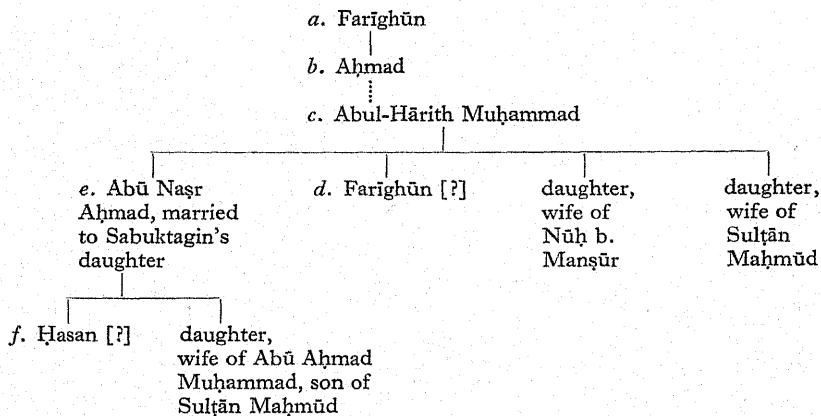 a. Farīghūn
b. Aḥmad
c. Abul-Hārith Muḥammad
e. Abū Naṣr
Aḥmad, married
to Sabuktagin's
daughter
d. Farīghūn [?]
daughter,
wife of
Nūḥ b.
Manṣūr
daughter,
wife of
Sulṭān
Maḥmūd
f. Ḥasan [?]
daughter,
wife of Abū Aḥmad
Muḥammad, son of
Sulṭān Maḥmūd